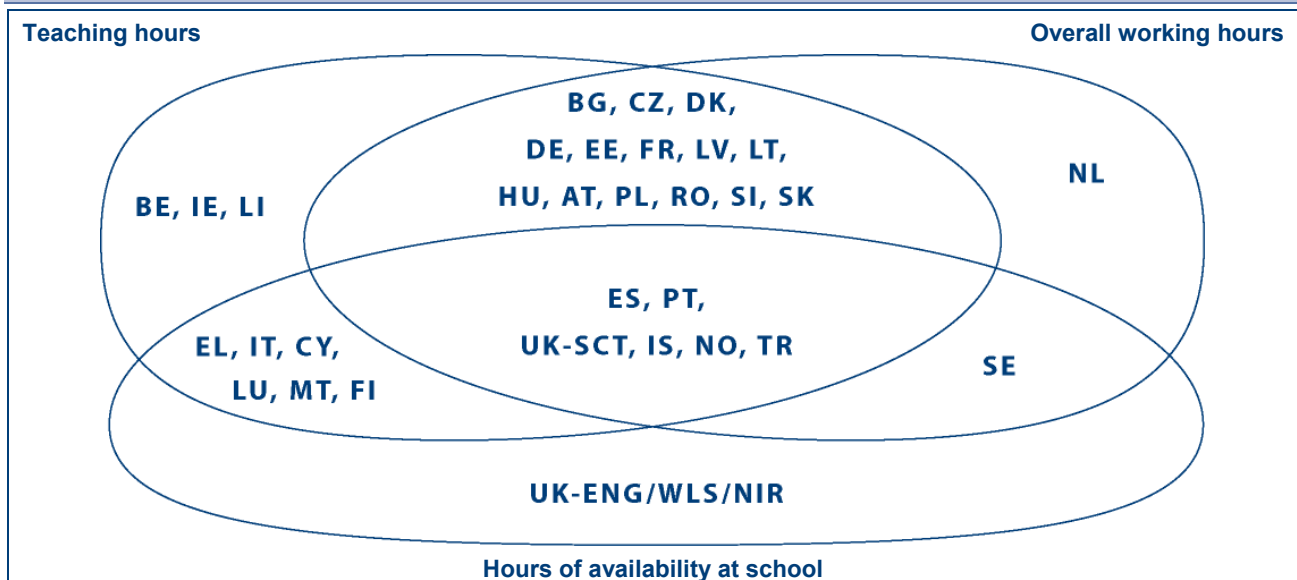 Teaching hours
Overall working hours
BG, CZ, DK,
DE, EE, FR, LV, LT,
HU, AT, PL, RO, SI, SK
NL
BE, IE, LI
ES, PT,
UK-SCT, IS, NO, TR
EL, IT, CY,
LU, MT, FI
SE
UK-ENG/WLS/NIR
Hours of availability at school